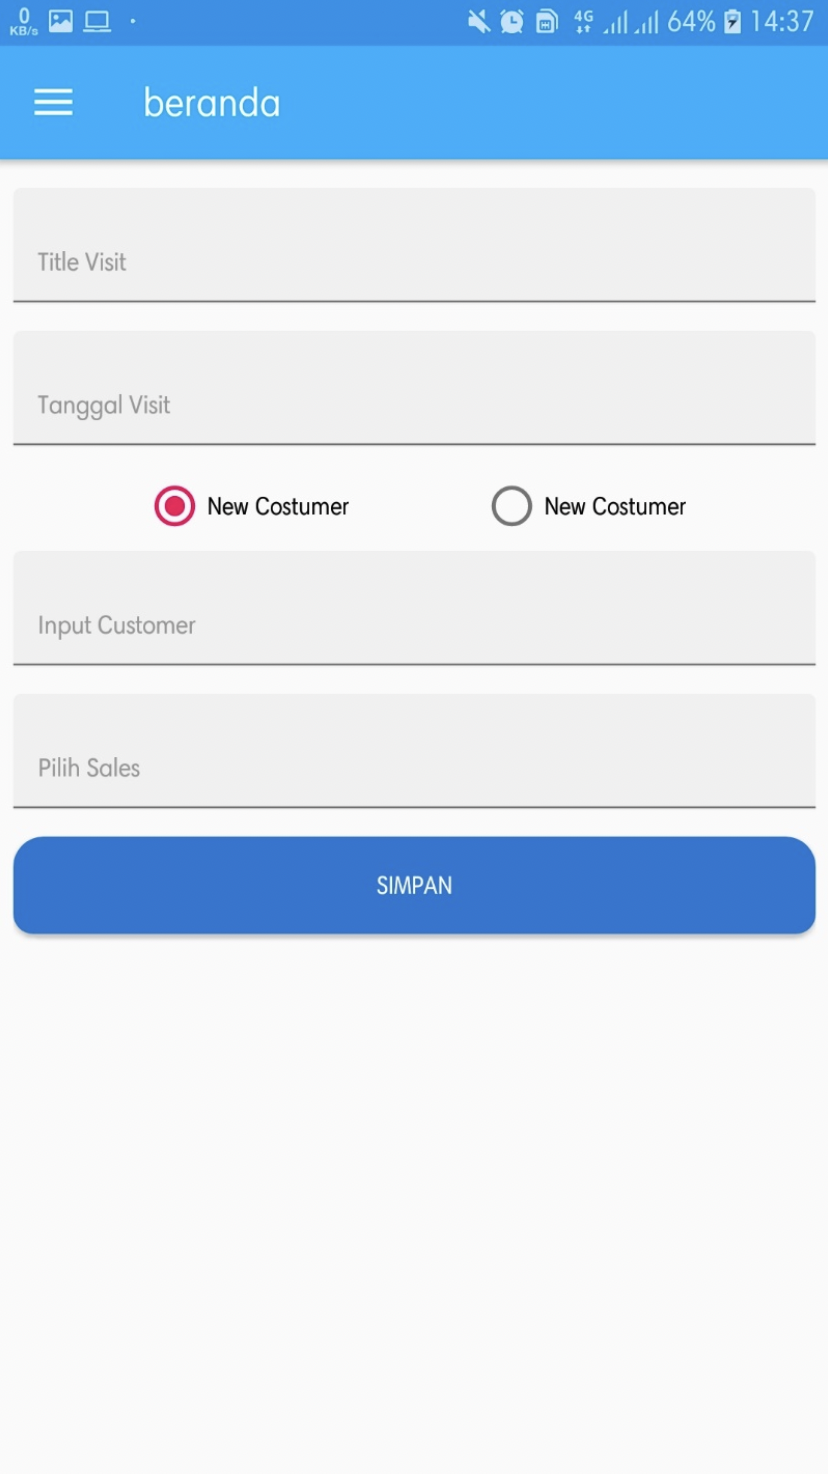 0
KB/s
4G
64%
14:37
beranda
Title Visit
Tanggal Visit
New Costumer
New Costumer
Input Customer
Pilih Sales
SIMPAN